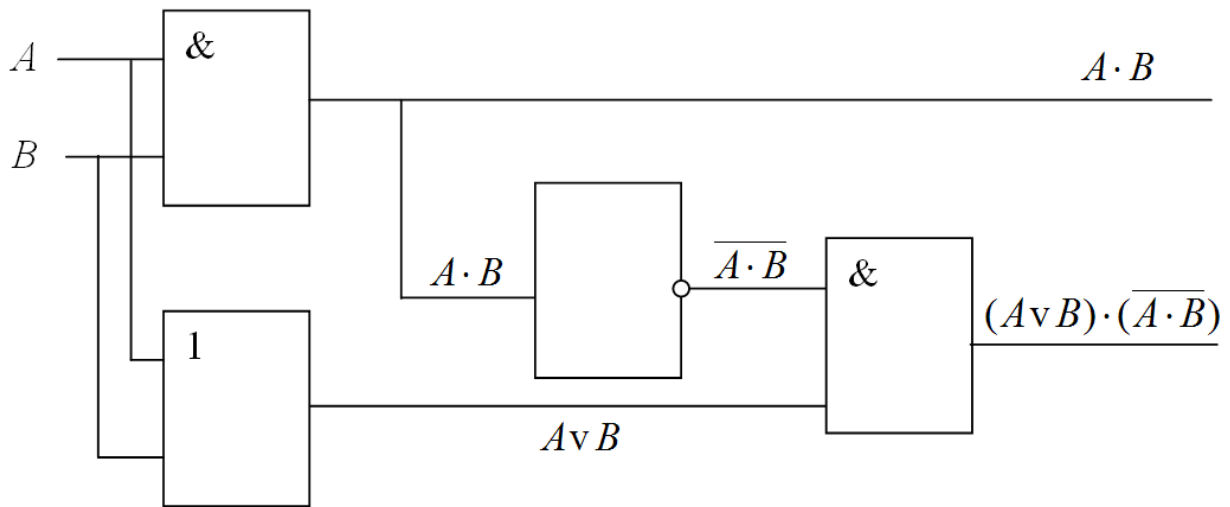 A
&
A · B
B
A · B
\overline{A · B}
&
(A v B) · (\overline{A · B})
1
A v B